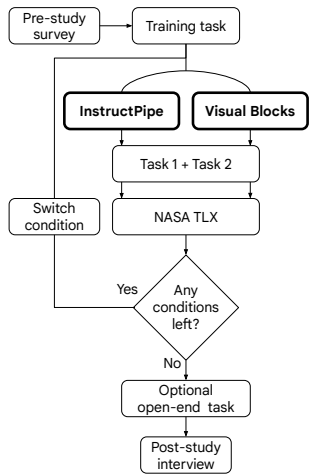 Pre-study
survey
Training task
InstructPipe
Visual Blocks
Task 1 + Task 2
Switch
condition
NASA TLX
Yes
Any
conditions
left?
No
Optional
open-end task
Post-study
interview